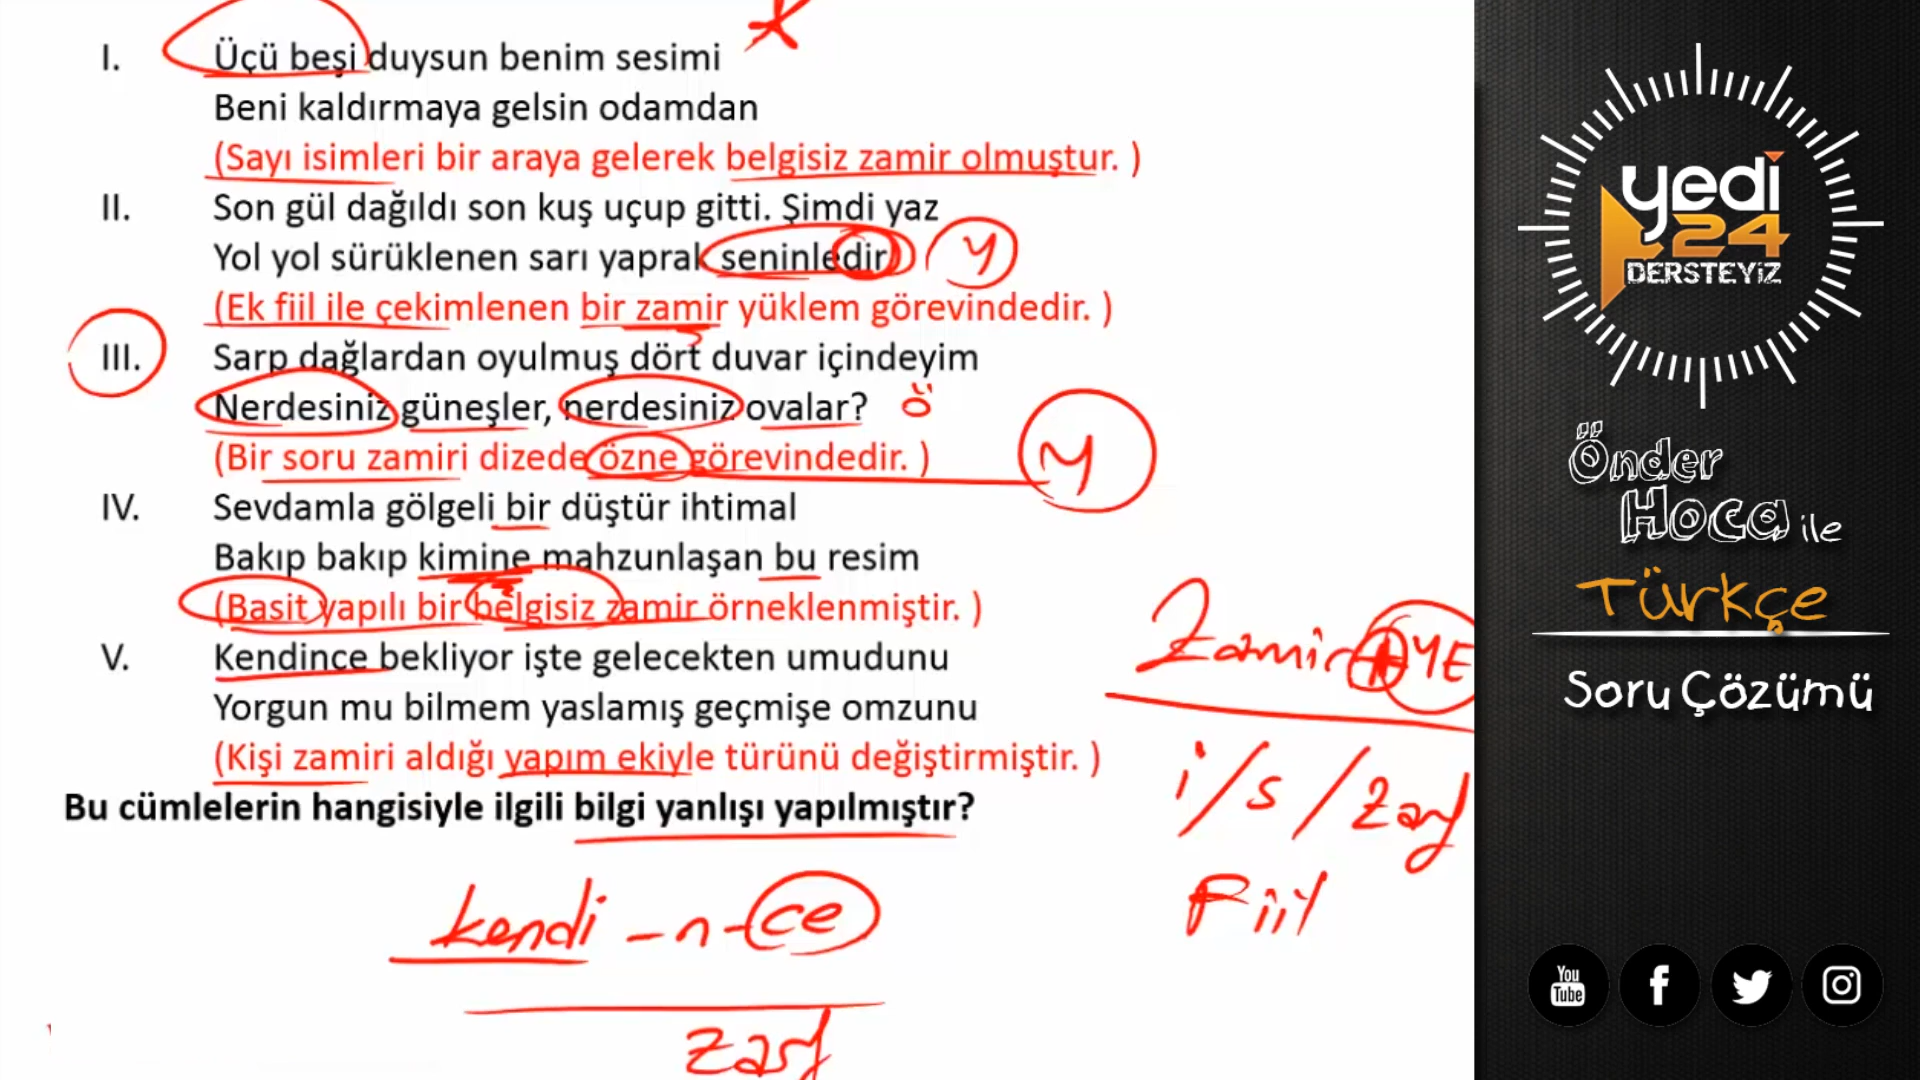 I. Üçü beşi duysun benim sesimi
Beni kaldırmaya gelsin odamdan
(Sayı isimleri bir araya gelerek belgisiz zamir olmuştur. )
II. Son gül dağıldı son kuş uçup gitti. Şimdi yaz
Yol yol sürüklenen sarı yaprak seninledir
y
(Ek fiil ile çekimlenen bir zamir yüklem görevindedir. )
III. Sarp dağlardan oyulmuş dört duvar içindeyim
Nerdesiniz güneşler, nerdesiniz ovalar?
ö
(Bir soru zamiri dizede özne görevindedir. )
y
IV. Sevdamla gölgeli bir düştür ihtimal
Bakıp bakıp kimine mahzunlaşan bu resim
(Basit yapılı bir belgisiz zamir örneklenmiştir. )
V. Kendince bekliyor işte gelecekten umudunu
Yorgun mu bilmem yaslamış geçmişe omzunu
(Kişi zamiri aldığı yapım ekiyle türünü değiştirmiştir. )
Bu cümlelerin hangisiyle ilgili bilgi yanlışı yapılmıştır?
kendi -n-ce
zarf
Zamir + YE
i/s/zarf
Fiil
yedi
24
DERSTEYİZ
Önder
Hoca ile
Türkçe
Soru Çözümü
You
Tube